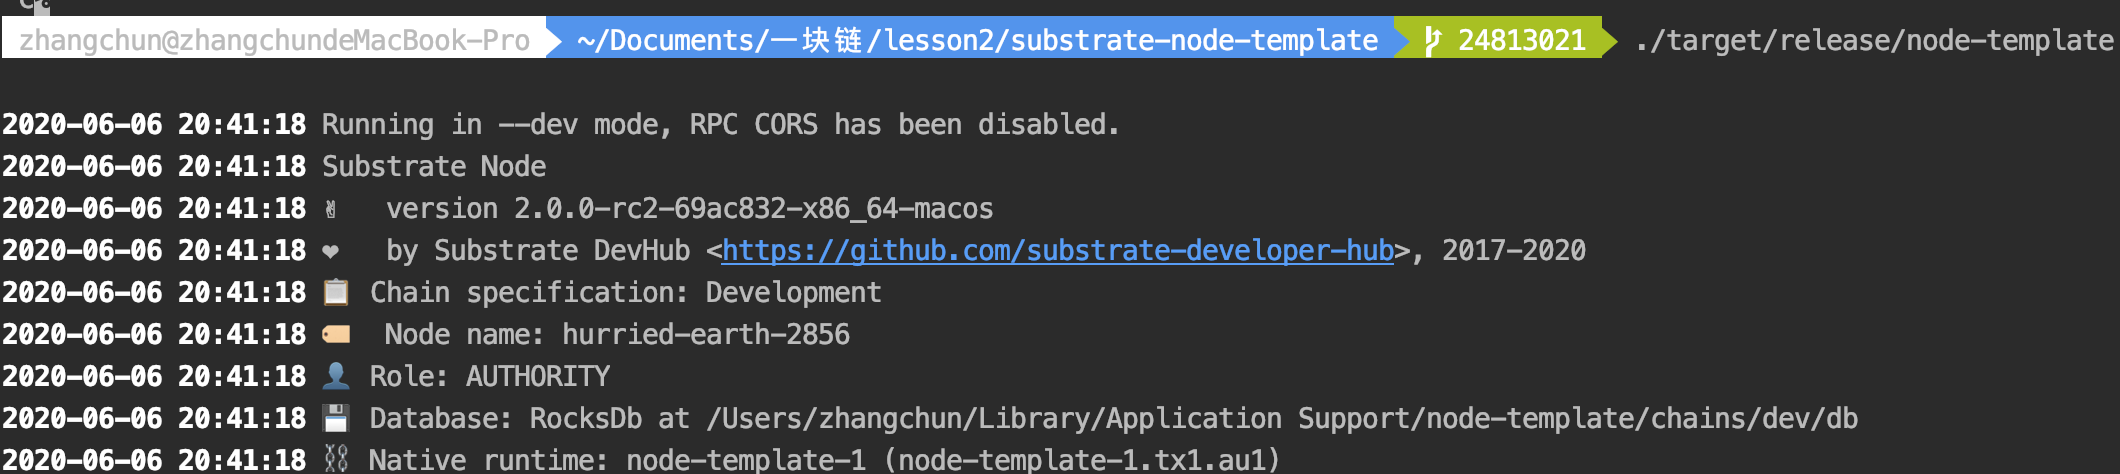 zhangchun@zhangchundeMacBook-Pro ~/Documents/一块链/lesson2/substrate-node-template 24813021 ./target/release/node-template
2020-06-06 20:41:18 Running in --dev mode, RPC CORS has been disabled.
2020-06-06 20:41:18 Substrate Node
2020-06-06 20:41:18 ✌️ version 2.0.0-rc2-69ac832-x86_64-macos
2020-06-06 20:41:18 ❤️ by Substrate DevHub <https://github.com/substrate-developer-hub>, 2017-2020
2020-06-06 20:41:18 📋 Chain specification: Development
2020-06-06 20:41:18 🏷 Node name: hurried-earth-2856
2020-06-06 20:41:18 👤 Role: AUTHORITY
2020-06-06 20:41:18 💾 Database: RocksDb at /Users/zhangchun/Library/Application Support/node-template/chains/dev/db
2020-06-06 20:41:18 ⛓ Native runtime: node-template-1 (node-template-1.tx1.au1)